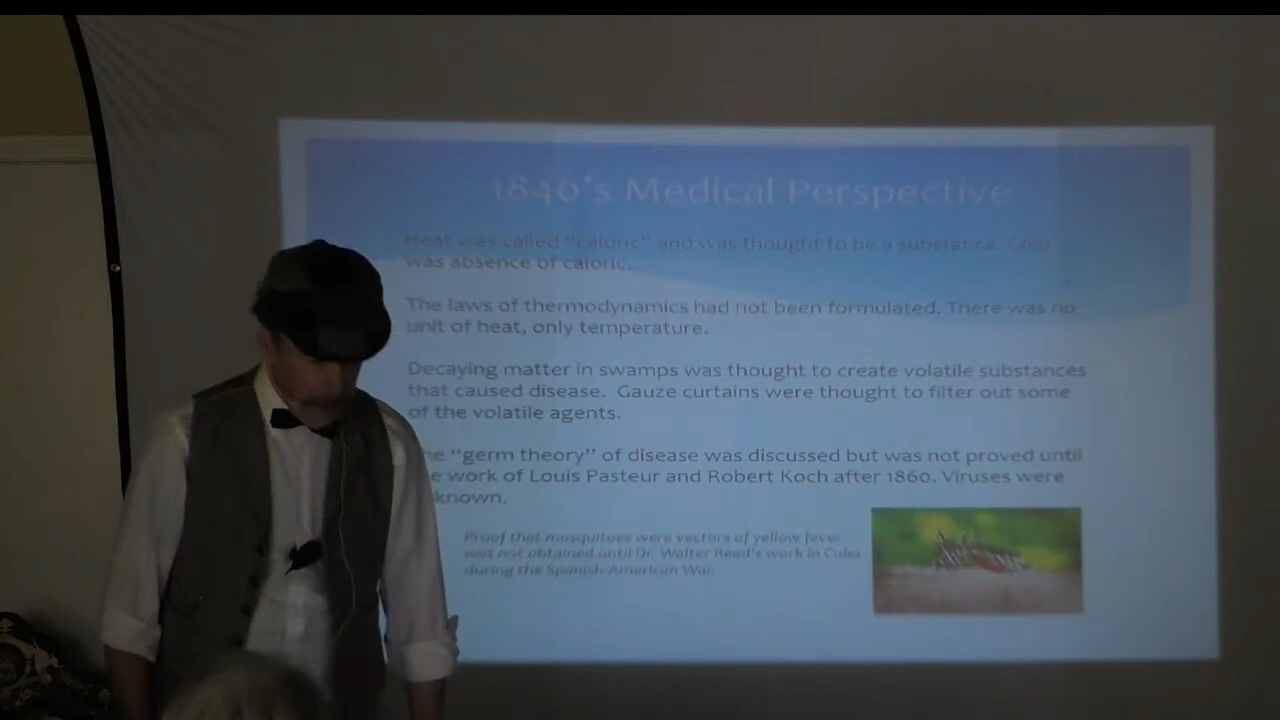 1840's Medical Perspective
Heat was called "caloric" and was thought to be a substance. Cold
was absence of caloric.
The laws of thermodynamics had not been formulated. There was no
unit of heat, only temperature.
Decaying matter in swamps was thought to create volatile substances
that caused disease. Gauze curtains were thought to filter out some
of the volatile agents.
he "germ theory" of disease was discussed but was not proved until
e work of Louis Pasteur and Robert Koch after 1860. Viruses were
known.
Proof that mosquitoes were vectors of yellow fever
was not obtained until Dr. Walter Reed's work in Cuba
during the Spanish-American War.